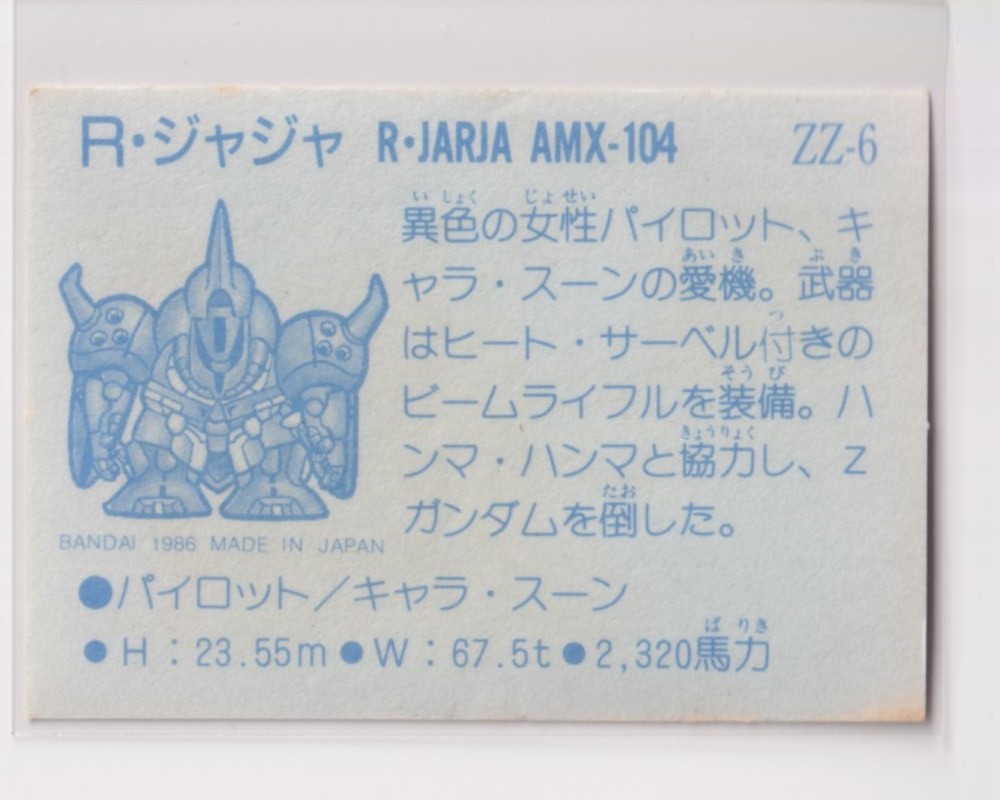 R・ジャジャ R・JARJA AMX-104 ZZ-6
い しょく じょ せい
異色の女性パイロット、キ
あい き ぶ き
ャラ・スーンの愛機。武器
つ
はヒート・サーベル付きの
そう び
ビームライフルを装備。ハ
きょうりょく
ンマ・ハンマと協力し、Z
たお
ガンダムを倒した。
BANDAI 1986 MADE IN JAPAN
●パイロット/キャラ・スーン
ば りき
●H:23.55m●W:67.5t●2,320馬力